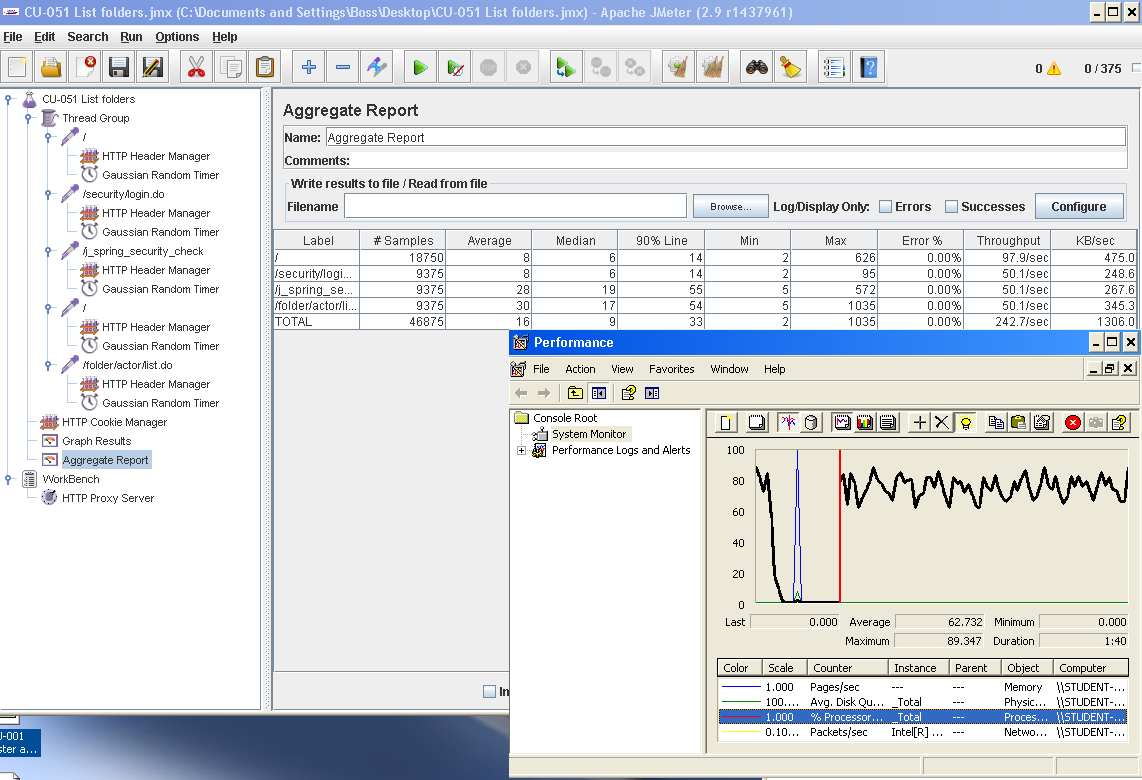 CU-051 List folders.jmx (C:\Documents and Settings\Boss\Desktop\CU-051 List folders.jmx) - Apache JMeter (2.9 r1437961)
File Edit Search Run Options Help
0 0 / 375
CU-051 List folders
Thread Group
/
HTTP Header Manager
Gaussian Random Timer
/security/login.do
HTTP Header Manager
Gaussian Random Timer
/j_spring_security_check
HTTP Header Manager
Gaussian Random Timer
/
HTTP Header Manager
Gaussian Random Timer
/folder/actor/list.do
HTTP Header Manager
Gaussian Random Timer
HTTP Cookie Manager
Graph Results
Aggregate Report
WorkBench
HTTP Proxy Server
Aggregate Report
Name: Aggregate Report
Comments:
Write results to file / Read from file
Filename Browse... Log/Display Only: Errors Successes Configure
Label # Samples Average Median 90% Line Min Max Error % Throughput KB/sec
/ 18750 8 6 14 2 626 0.00% 97.9/sec 475.0
/security/logi... 9375 8 6 14 2 95 0.00% 50.1/sec 248.6
/j_spring_se... 9375 28 19 55 5 572 0.00% 50.1/sec 267.6
/folder/actor/li... 9375 30 17 54 5 1035 0.00% 50.1/sec 345.3
TOTAL 46875 16 9 33 2 1035 0.00% 242.7/sec 1306.0
In
Performance
File Action View Favorites Window Help
Console Root
System Monitor
Performance Logs and Alerts
100
80
60
40
20
0
Last 0.000 Average 62.732 Minimum 0.000
Maximum 89.347 Duration 1:40
Color Scale Counter Instance Parent Object Computer
1.000 Pages/sec --- --- Memory \\STUDENT-...
100.... Avg. Disk Qu... _Total --- Physic... \\STUDENT-...
1.000 % Processor... _Total --- Proces... \\STUDENT-...
0.10... Packets/sec Intel[R] ... --- Netwo... \\STUDENT-...
U-001
ster a...